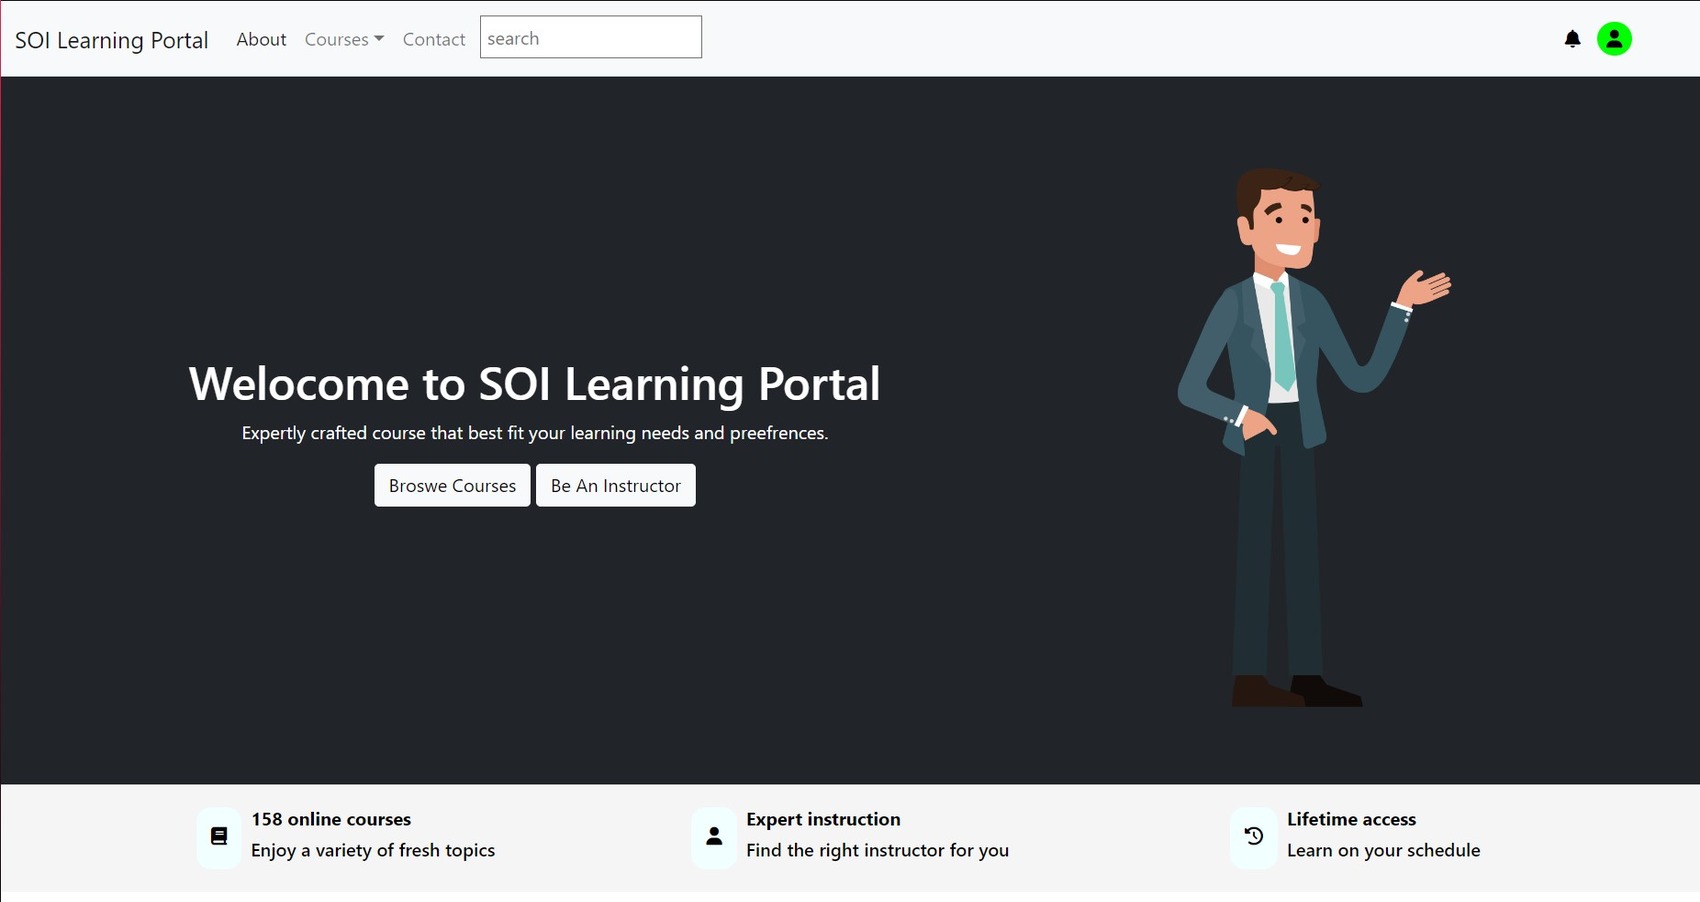 SOI Learning Portal About Courses Contact search
Welocome to SOI Learning Portal
Expertly crafted course that best fit your learning needs and preefrences.
Broswe Courses Be An Instructor
158 online courses
Enjoy a variety of fresh topics
Expert instruction
Find the right instructor for you
Lifetime access
Learn on your schedule